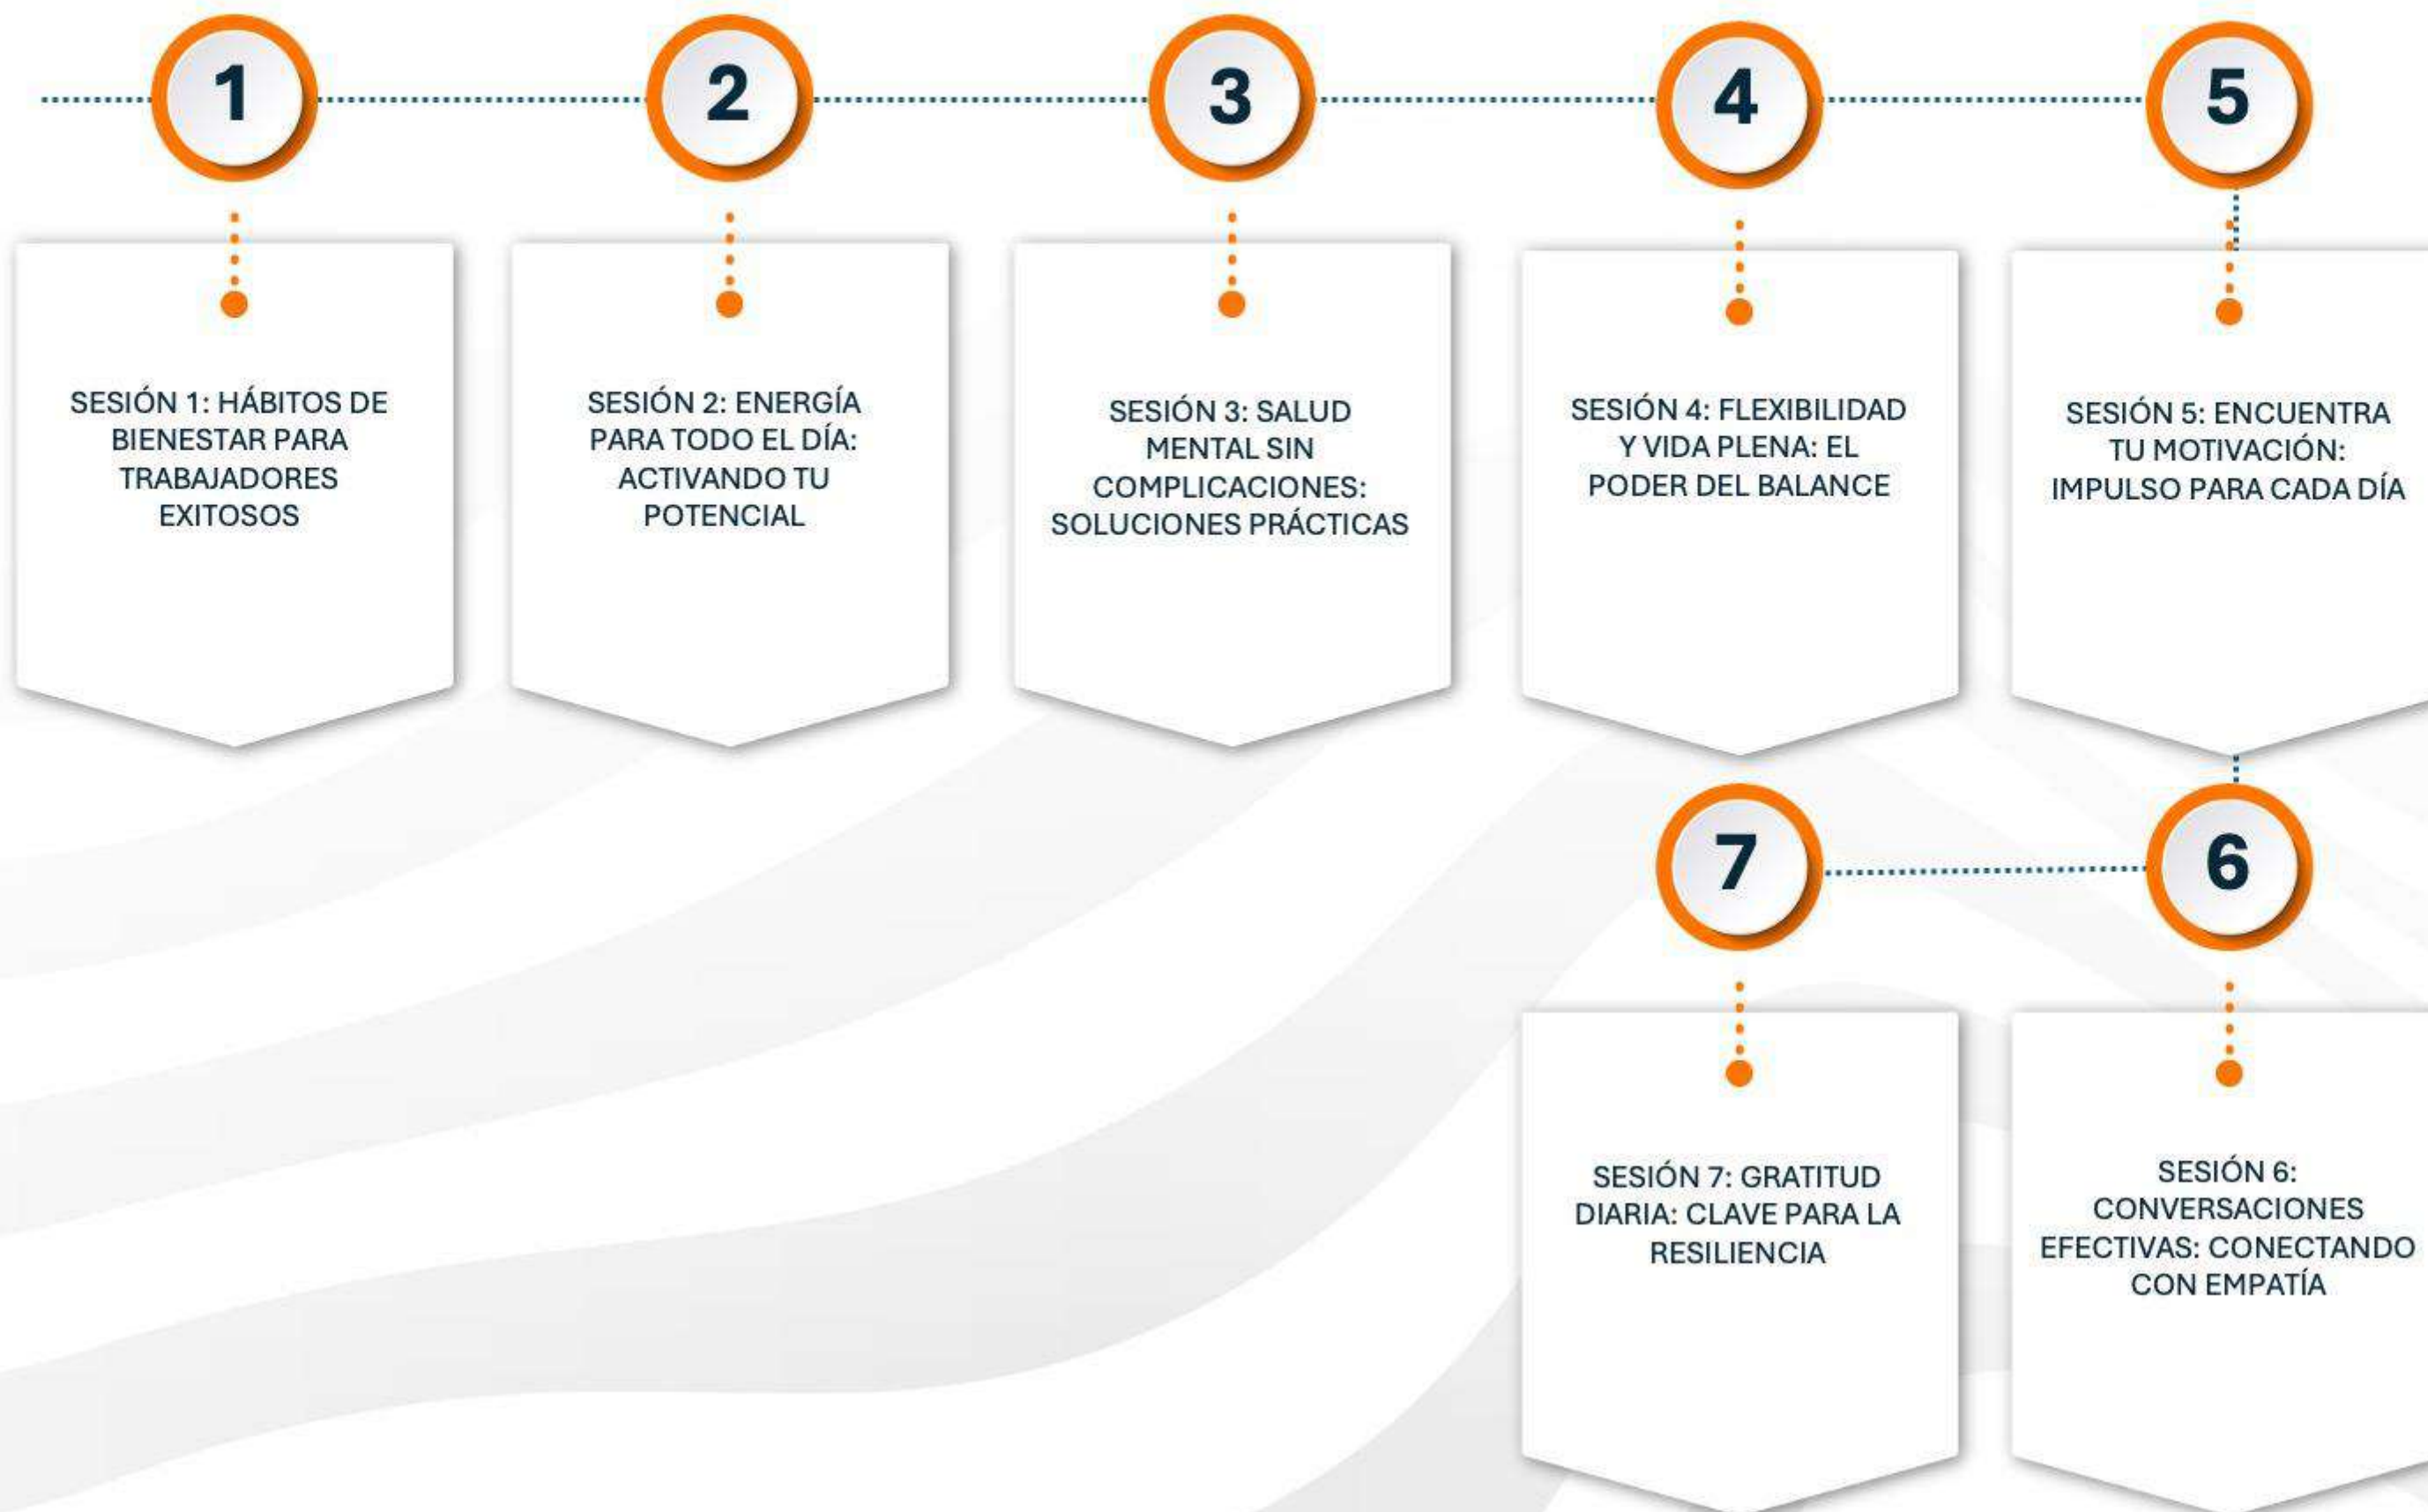 1
SESIÓN 1: HÁBITOS DE
BIENESTAR PARA
TRABAJADORES
EXITOSOS
2
SESIÓN 2: ENERGÍA
PARA TODO EL DÍA:
ACTIVANDO TU
POTENCIAL
3
SESIÓN 3: SALUD
MENTAL SIN
COMPLICACIONES:
SOLUCIONES PRÁCTICAS
4
SESIÓN 4: FLEXIBILIDAD
Y VIDA PLENA: EL
PODER DEL BALANCE
5
SESIÓN 5: ENCUENTRA
TU MOTIVACIÓN:
IMPULSO PARA CADA DÍA
6
SESIÓN 6:
CONVERSACIONES
EFECTIVAS: CONECTANDO
CON EMPATÍA
7
SESIÓN 7: GRATITUD
DIARIA: CLAVE PARA LA
RESILIENCIA